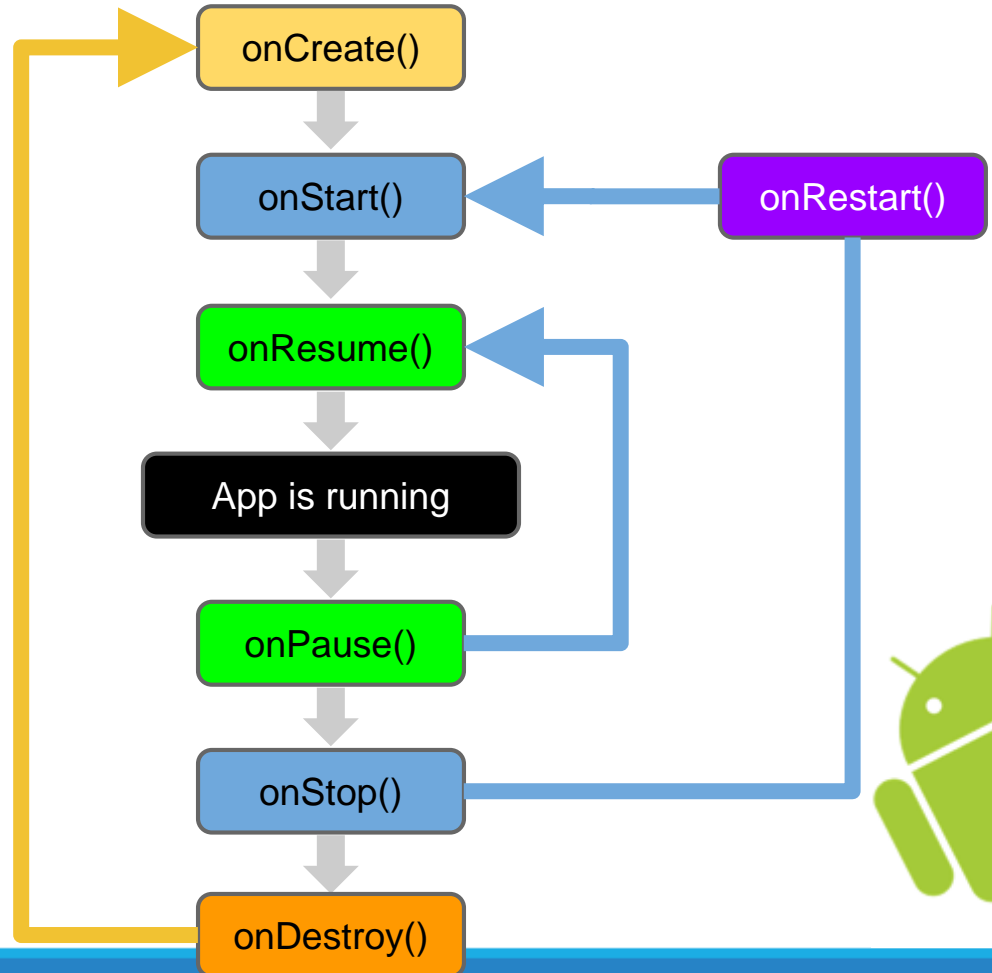 onCreate()
onStart()
onRestart()
onResume()
App is running
onPause()
onStop()
onDestroy()